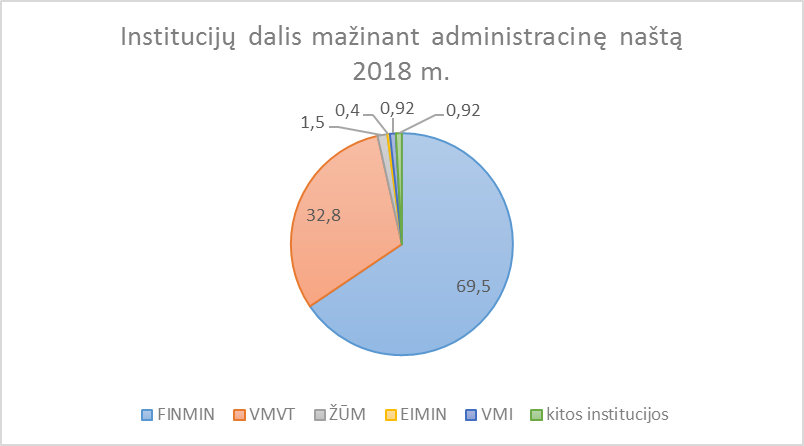 Institucijų dalis mažinant administracinę naštą
2018 m.
0,4
0,92
0,92
1,5
32,8
69,5
FINMIN
VMVT
ŽŪM
EIMIN
VMI
kitos institucijos